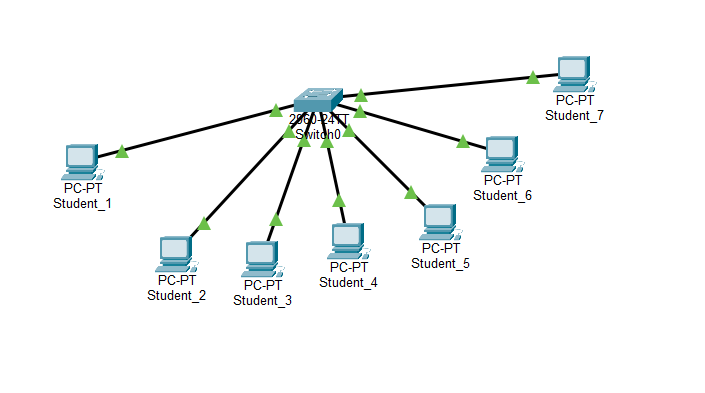 2960-24TT
Switch0
PC-PT
Student_7
PC-PT
Student_6
PC-PT
Student_1
PC-PT
Student_5
PC-PT
Student_4
PC-PT
Student_2
PC-PT
Student_3